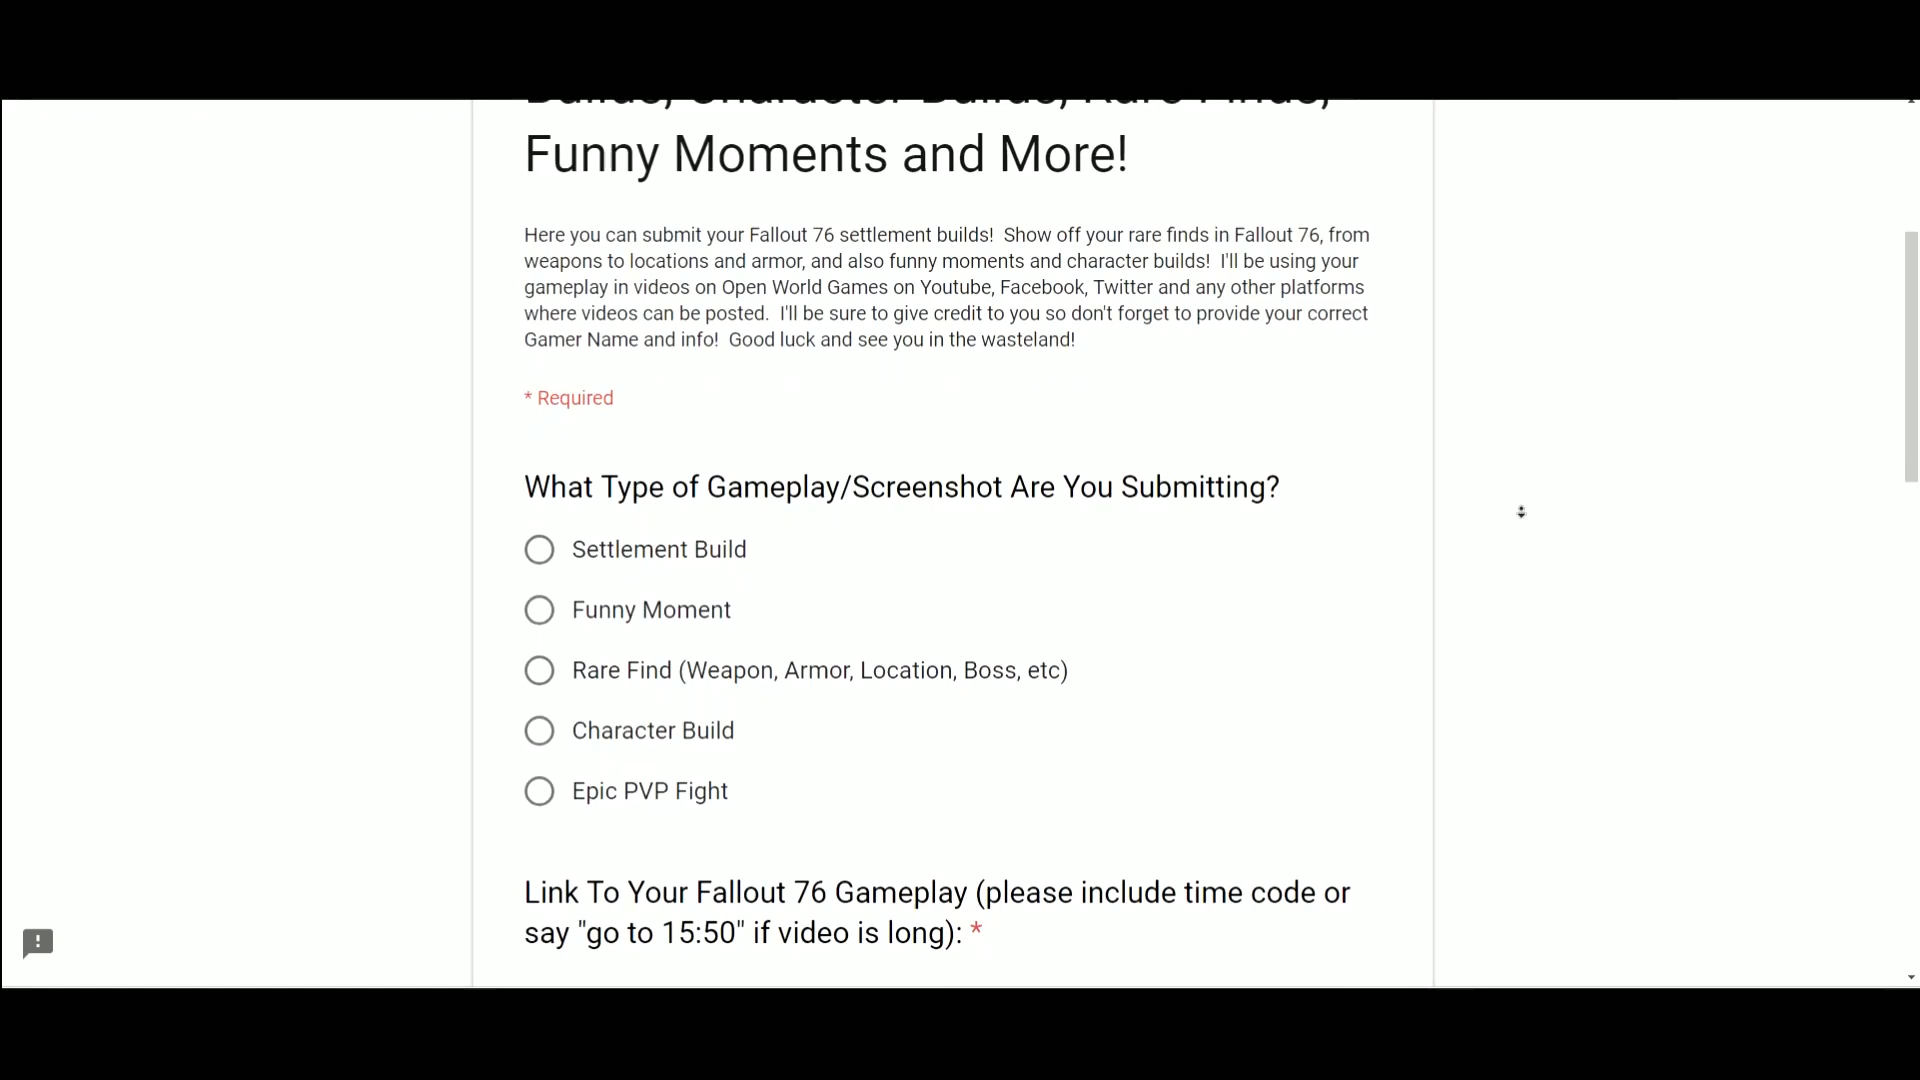 Builds, Character Builds, Rare Finds,
Funny Moments and More!
Here you can submit your Fallout 76 settlement builds!  Show off your rare finds in Fallout 76, from
weapons to locations and armor, and also funny moments and character builds!  I'll be using your
gameplay in videos on Open World Games on Youtube, Facebook, Twitter and any other platforms
where videos can be posted.  I'll be sure to give credit to you so don't forget to provide your correct
Gamer Name and info!  Good luck and see you in the wasteland!
* Required
What Type of Gameplay/Screenshot Are You Submitting?
Settlement Build
Funny Moment
Rare Find (Weapon, Armor, Location, Boss, etc)
Character Build
Epic PVP Fight
Link To Your Fallout 76 Gameplay (please include time code or
say "go to 15:50" if video is long): *